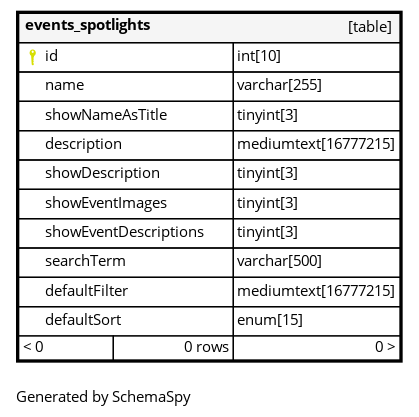 events_spotlights [table]
id int[10]
name varchar[255]
showNameAsTitle tinyint[3]
description mediumtext[16777215]
showDescription tinyint[3]
showEventImages tinyint[3]
showEventDescriptions tinyint[3]
searchTerm varchar[500]
defaultFilter mediumtext[16777215]
defaultSort enum[15]
< 0 0 rows 0 >
Generated by SchemaSpy